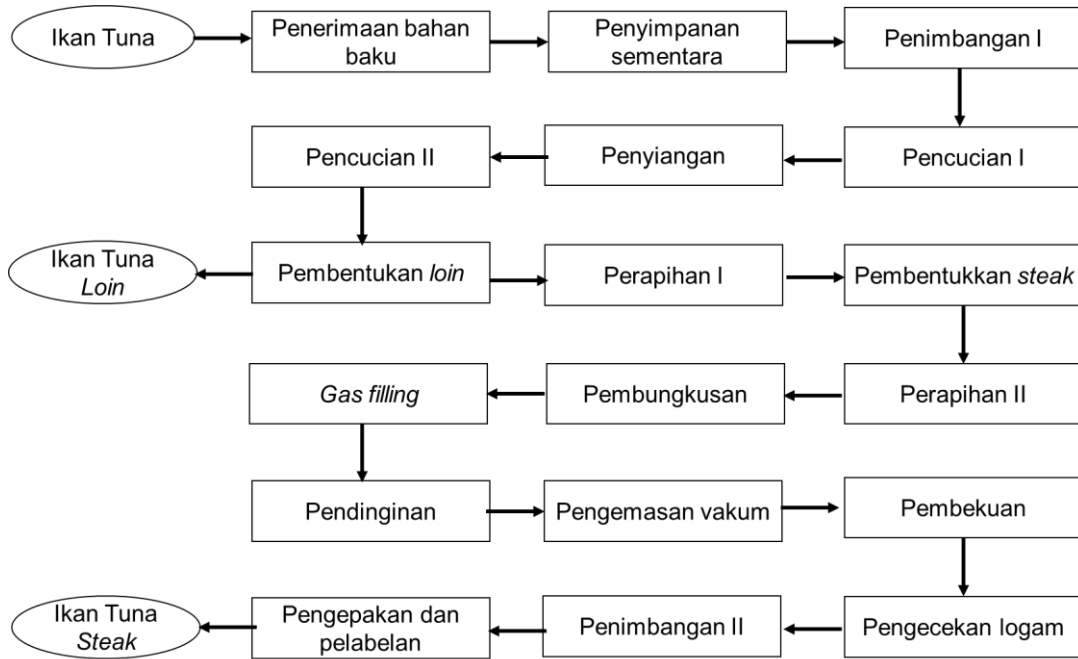 Ikan Tuna
Penerimaan bahan
baku
Penyimpanan
sementara
Penimbangan I
Pencucian I
Penyiangan
Pencucian II
Pembentukan loin
Ikan Tuna
Loin
Perapihan I
Pembentukkan steak
Perapihan II
Pembungkusan
Gas filling
Pendinginan
Pengemasan vakum
Pembekuan
Pengecekan logam
Penimbangan II
Pengepakan dan
pelabelan
Ikan Tuna
Steak